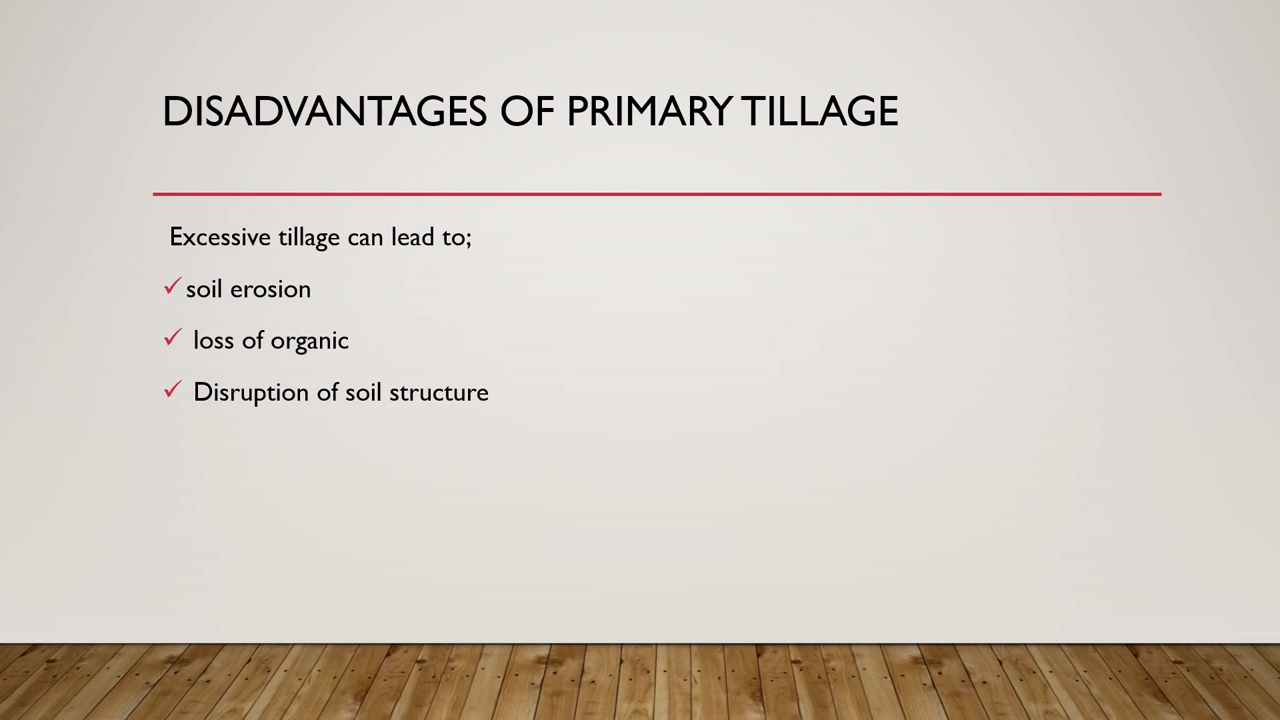 DISADVANTAGES OF PRIMARY TILLAGE
Excessive tillage can lead to;
✓soil erosion
✓ loss of organic
✓ Disruption of soil structure